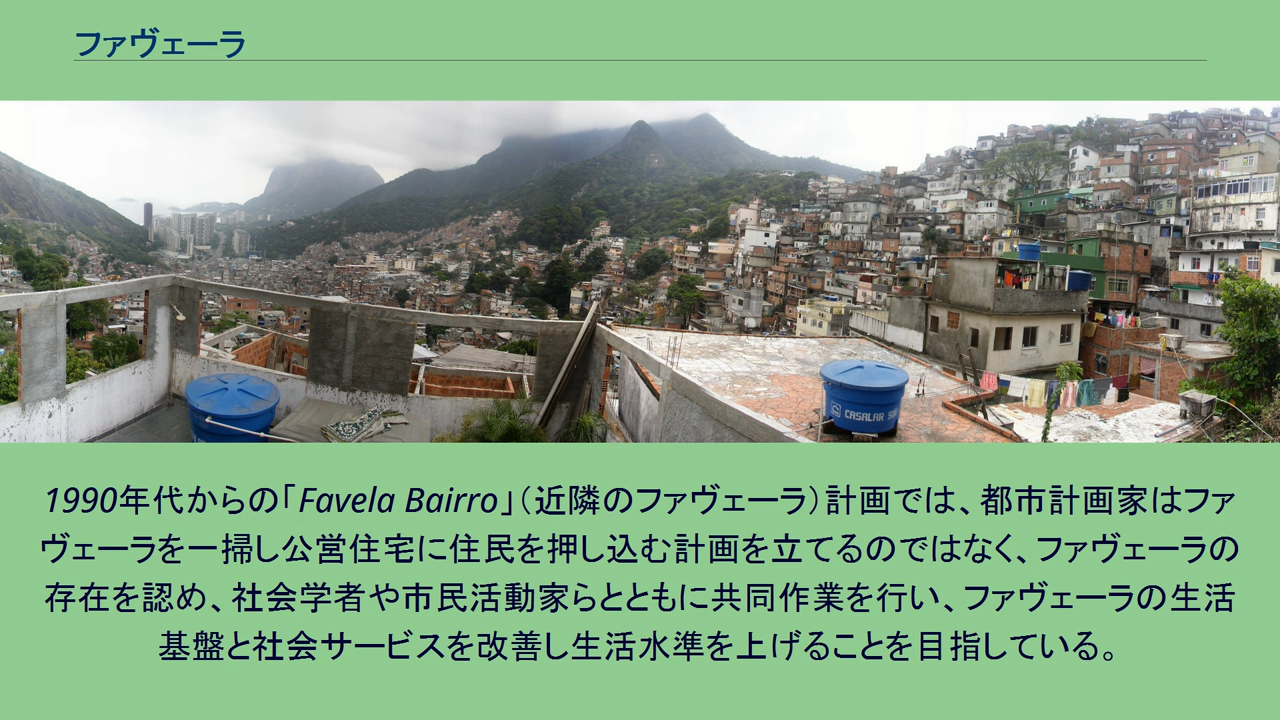 ファヴェーラ
CASALAR
1990年代からの「Favela Bairro」（近隣のファヴェーラ）計画では、都市計画家はファ
ヴェーラを一掃し公営住宅に住民を押し込む計画を立てるのではなく、ファヴェーラの
存在を認め、社会学者や市民活動家らとともに共同作業を行い、ファヴェーラの生活
基盤と社会サービスを改善し生活水準を上げることを目指している。